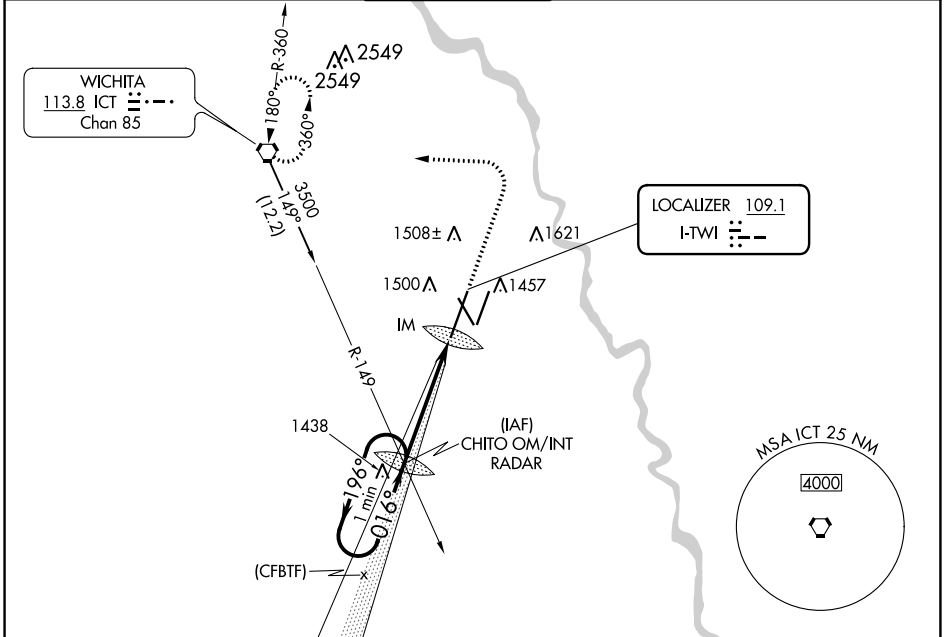 R-360
2549
2549
180°
360°
WICHITA
113.8 ICT
Chan 85
3500
149°
(12.2)
LOCALIZER 109.1
I-TWI
1508±
1621
1500
1457
IM
R-149
1438
(IAF)
CHITO OM/INT
RADAR
196°
1 min
016°
(CFBTF)
x
MSA ICT 25 NM
4000